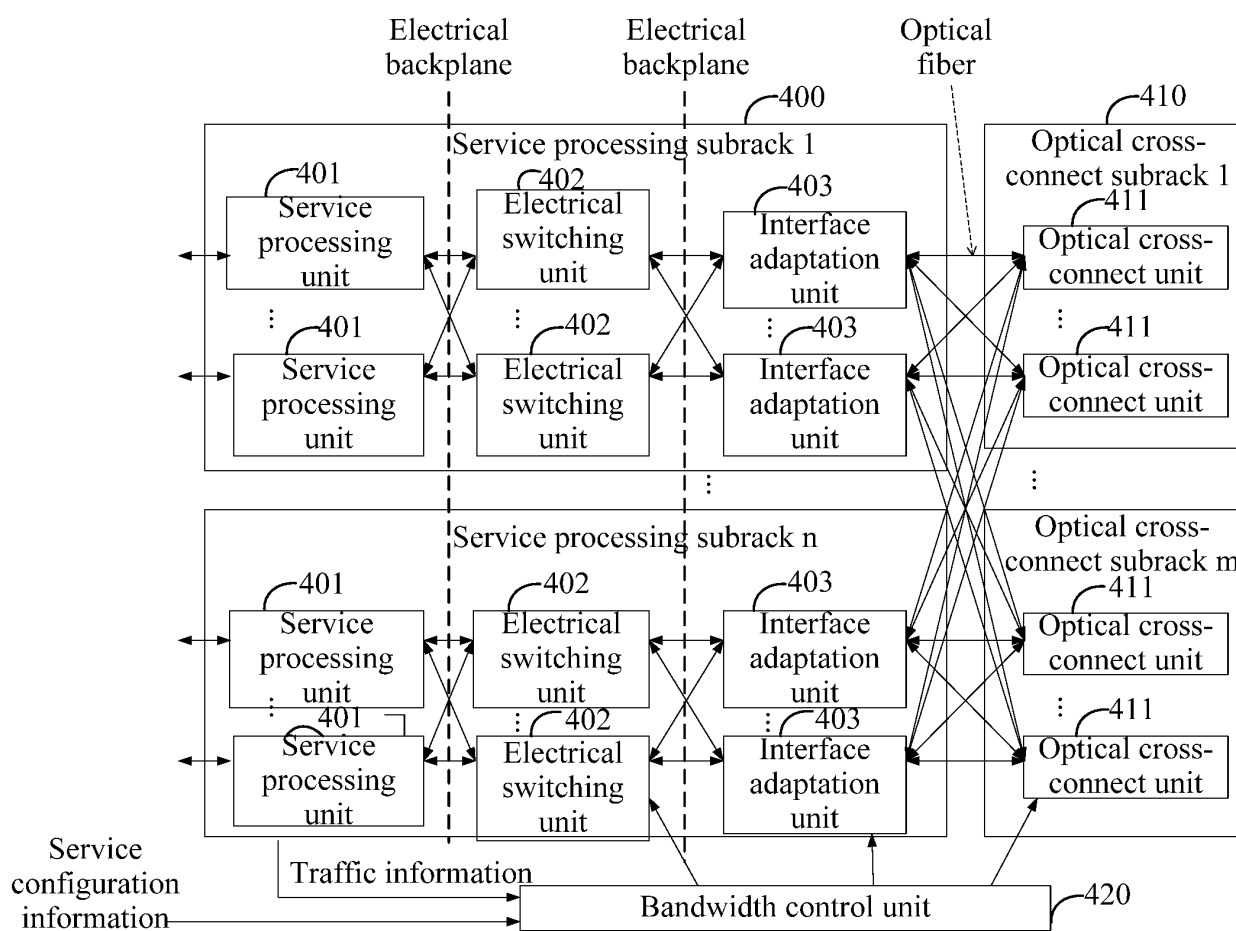 Electrical
backplane
Electrical
backplane
Optical
fiber
400
410
Service processing subrack 1
Optical cross-
connect subrack 1
401
402
403
411
Service
processing
unit
Electrical
switching
unit
Interface
adaptation
unit
Optical cross-
connect unit
...
...
...
...
401
402
403
411
Service
processing
unit
Electrical
switching
unit
Interface
adaptation
unit
Optical cross-
connect unit
...
...
Service processing subrack n
Optical cross-
connect subrack m
401
402
403
411
Service
processing
unit
Electrical
switching
unit
Interface
adaptation
unit
Optical cross-
connect unit
...
...
...
...
401
402
403
411
Service
processing
unit
Electrical
switching
unit
Interface
adaptation
unit
Optical cross-
connect unit
Service
configuration
information
Traffic information
Bandwidth control unit
420